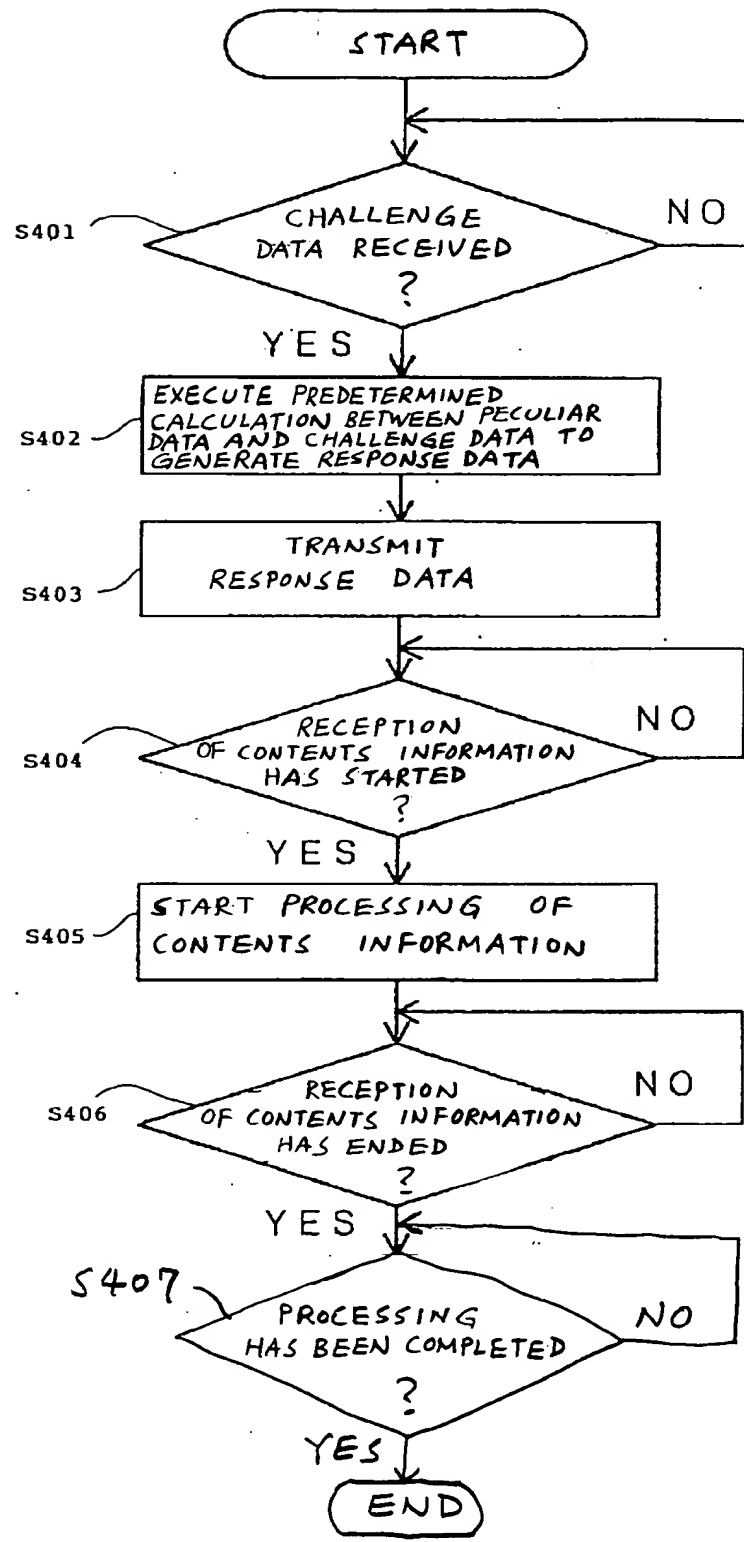 START
CHALLENGE
DATA RECEIVED
?
NO
S401
YES
EXECUTE PREDETERMINED
CALCULATION BETWEEN PECULIAR
DATA AND CHALLENGE DATA TO
GENERATE RESPONSE DATA
S402
TRANSMIT
RESPONSE DATA
S403
RECEPTION
OF CONTENTS INFORMATION
HAS STARTED
?
NO
S404
YES
START PROCESSING OF
CONTENTS INFORMATION
S405
RECEPTION
OF CONTENTS INFORMATION
HAS ENDED
?
NO
S406
YES
S407
PROCESSING
HAS BEEN COMPLETED
?
NO
YES
END